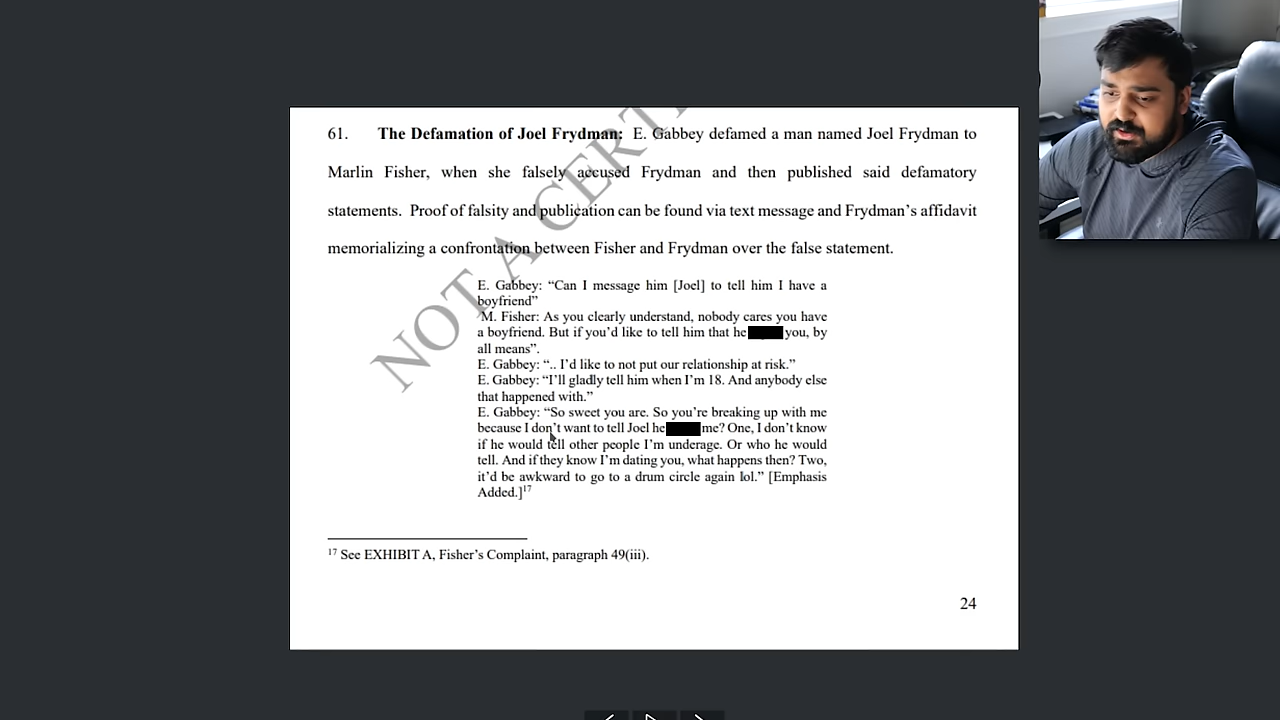 61. The Defamation of Joel Frydman: E. Gabbey defamed a man named Joel Frydman to
Marlin Fisher, when she falsely accused Frydman and then published said defamatory
statements. Proof of falsity and publication can be found via text message and Frydman’s affidavit
memorializing a confrontation between Fisher and Frydman over the false statement.
E. Gabbey: “Can I message him [Joel] to tell him I have a
boyfriend”
M. Fisher: As you clearly understand, nobody cares you have
a boyfriend. But if you’d like to tell him that he you, by
all means”.
E. Gabbey: “.. I’d like to not put our relationship at risk.”
E. Gabbey: “I’ll gladly tell him when I’m 18. And anybody else
that happened with.”
E. Gabbey: “So sweet you are. So you’re breaking up with me
because I don’t want to tell Joel he me? One, I don’t know
if he would tell other people I’m underage. Or who he would
tell. And if they know I’m dating you, what happens then? Two,
it’d be awkward to go to a drum circle again lol.” [Emphasis
Added.]17
17 See EXHIBIT A, Fisher’s Complaint, paragraph 49(iii).
24
NOT A CERTI